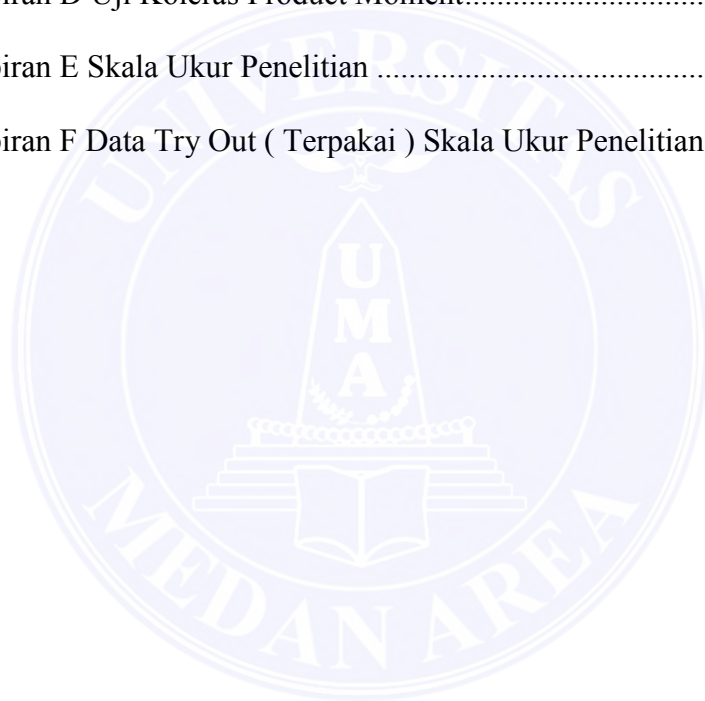 piran D Uji Koleras Product Moment............................
piran E Skala Ukur Penelitian ...................................
piran F Data Try Out ( Terpakai ) Skala Ukur Penelitian
UNIVERSITAS
U
M
A
MEDAN AREA